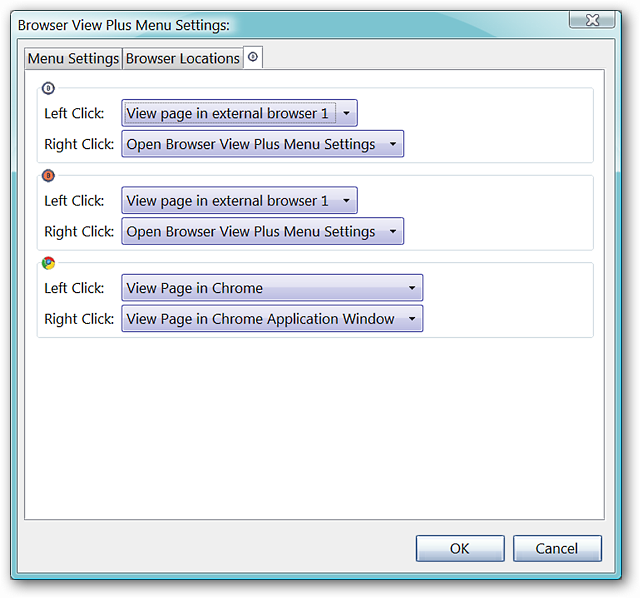 Browser View Plus Menu Settings:
Menu Settings Browser Locations
Left Click: View page in external browser 1
Right Click: Open Browser View Plus Menu Settings
Left Click: View page in external browser 1
Right Click: Open Browser View Plus Menu Settings
Left Click: View Page in Chrome
Right Click: View Page in Chrome Application Window
OK Cancel